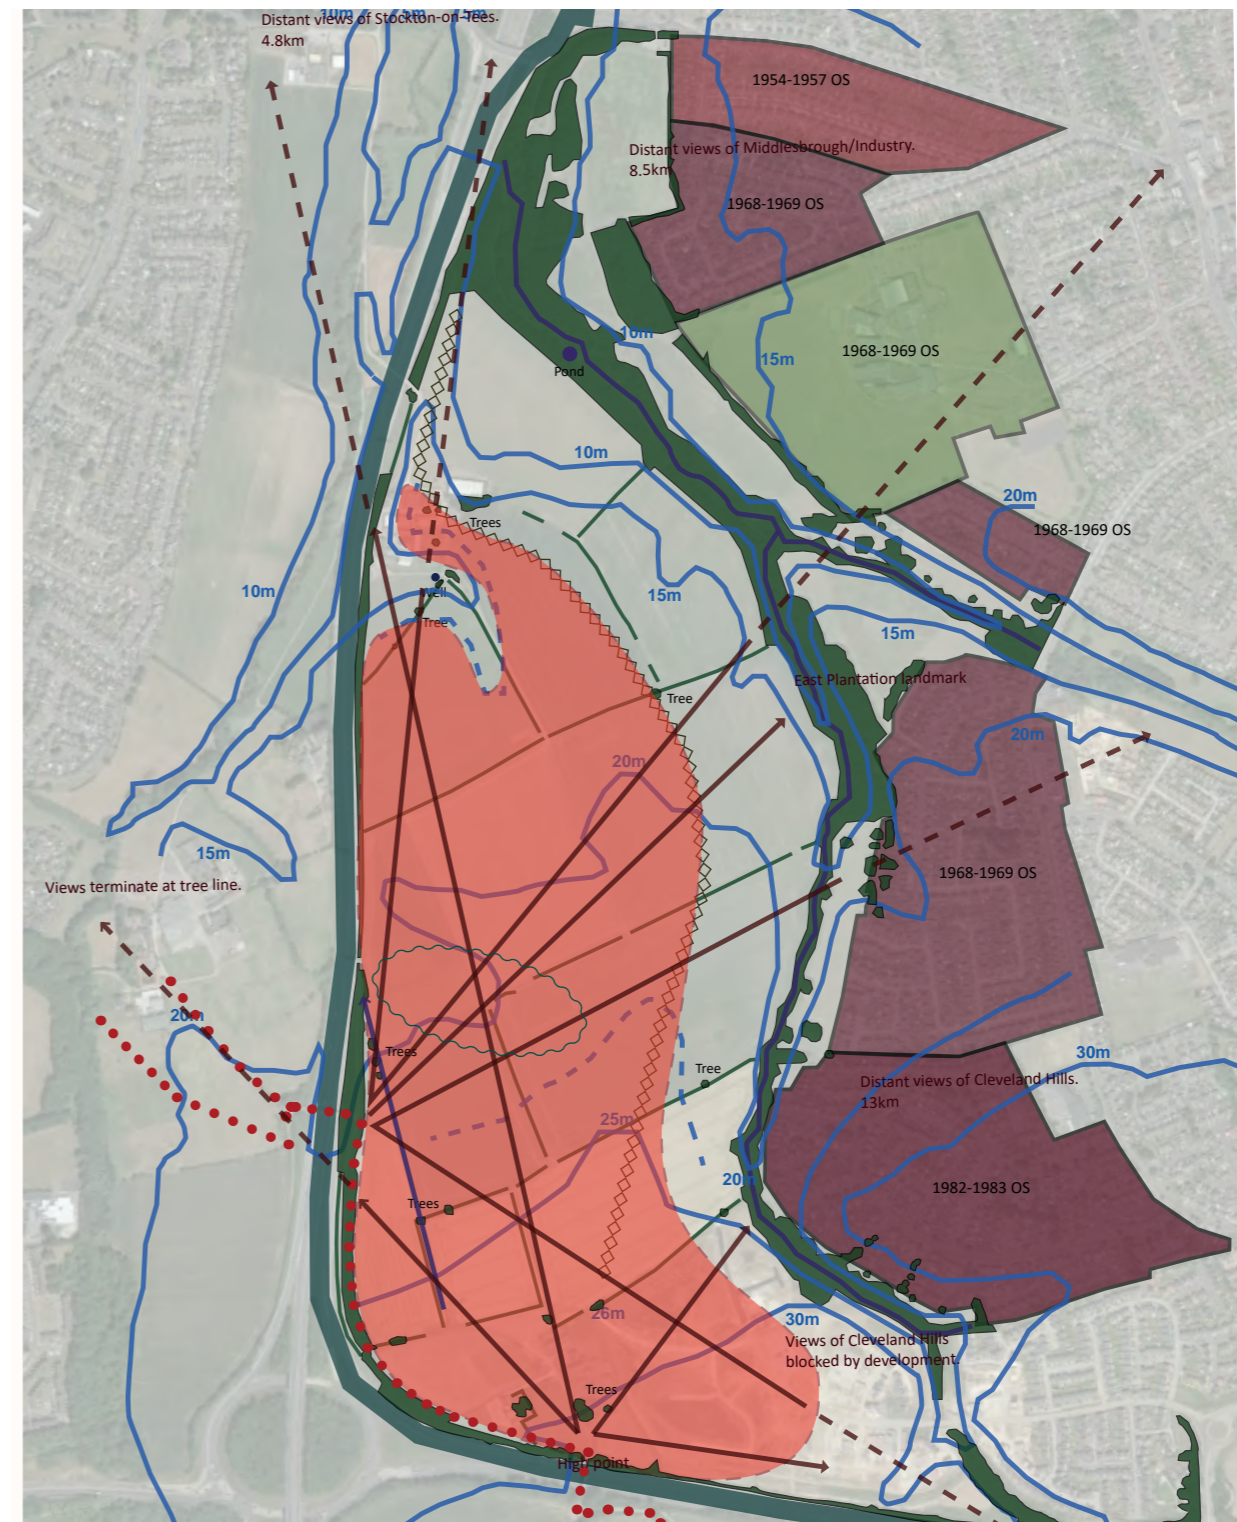 10m
5m
5m
Distant views of Stockton-on-Tees.
4.8km
1954-1957 OS
Distant views of Middlesbrough/Industry.
8.5km
1968-1969 OS
10m
15m
1968-1969 OS
Pond
10m
20m
Trees
1968-1969 OS
10m
Well
15m
Tree
15m
East Plantation landmark
Tree
20m
20m
15m
1968-1969 OS
Views terminate at tree line.
20m
Trees
30m
Tree
Distant views of Cleveland Hills.
13km
25m
20m
1982-1983 OS
Trees
26m
30m
Views of Cleveland Hills
blocked by development.
Trees
High point